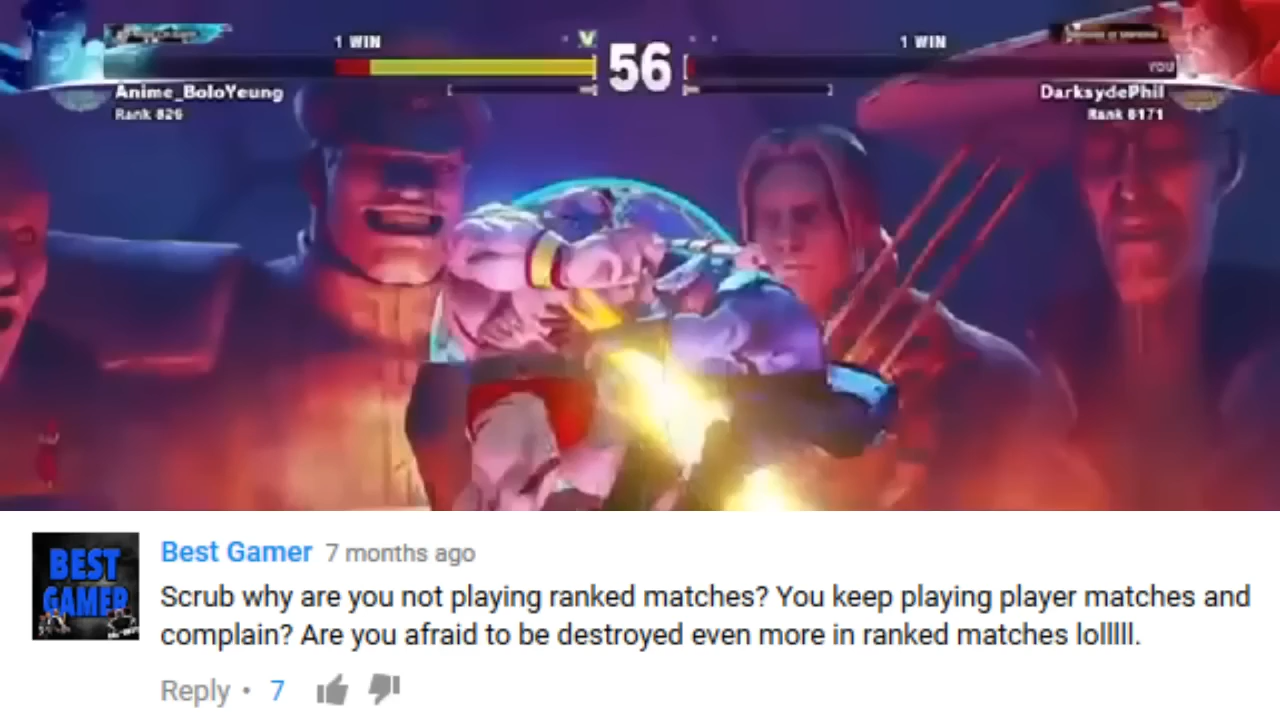 1 WIN
V
56
1 WIN
YOU
Anime_BoloYeung
DarksydePhil
Rank 826
Rank 8171
BEST
GAMER
Best Gamer 7 months ago
Scrub why are you not playing ranked matches? You keep playing player matches and
complain? Are you afraid to be destroyed even more in ranked matches lolllll.
Reply • 7